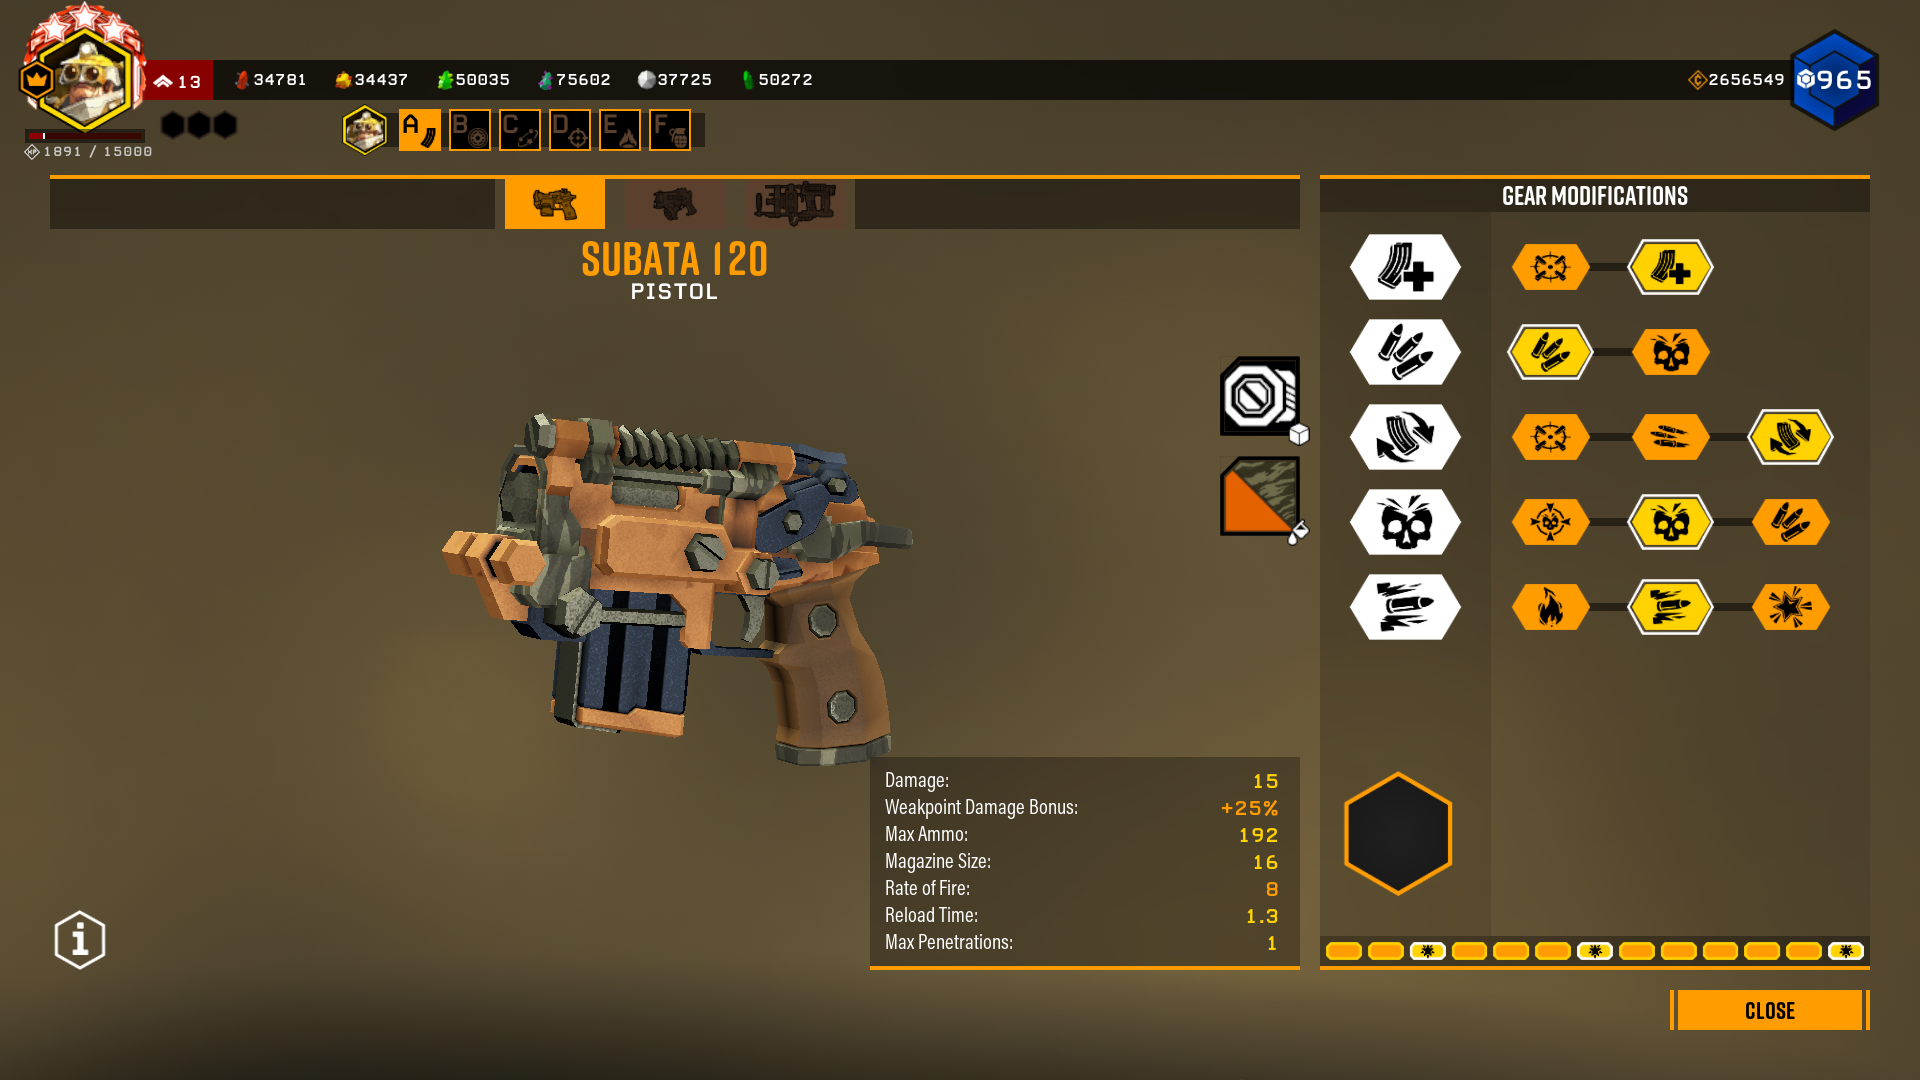 13
34781
34437
50035
75602
37725
50272
2656549
965
1891 / 15000
A
B
C
D
E
F
GEAR MODIFICATIONS
SUBATA 120
PISTOL
Damage: 15
Weakpoint Damage Bonus: +25%
Max Ammo: 192
Magazine Size: 16
Rate of Fire: 8
Reload Time: 1.3
Max Penetrations: 1
CLOSE